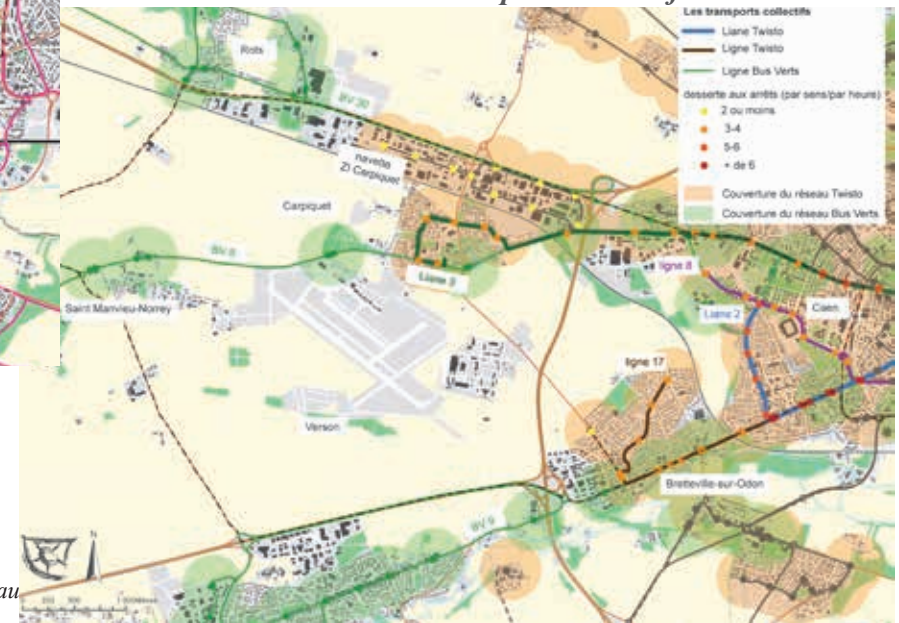 Les transports collectifs
Liane Twisto
Ligne Twisto
Ligne Bus Verts
desserte aux arrêts (par sens/par heure)
2 ou moins
3-4
5-6
+ de 6
Couverture du réseau Twisto
Couverture du réseau Bus Verts
Rots
BV 30
navette
ZI Carpiquet
Carpiquet
BV 8
Liane 3
ligne 8
Saint Manvieu-Norrey
Liane 2
Caen
ligne 17
Verson
Bretteville-sur-Odon
BV 9
N
au